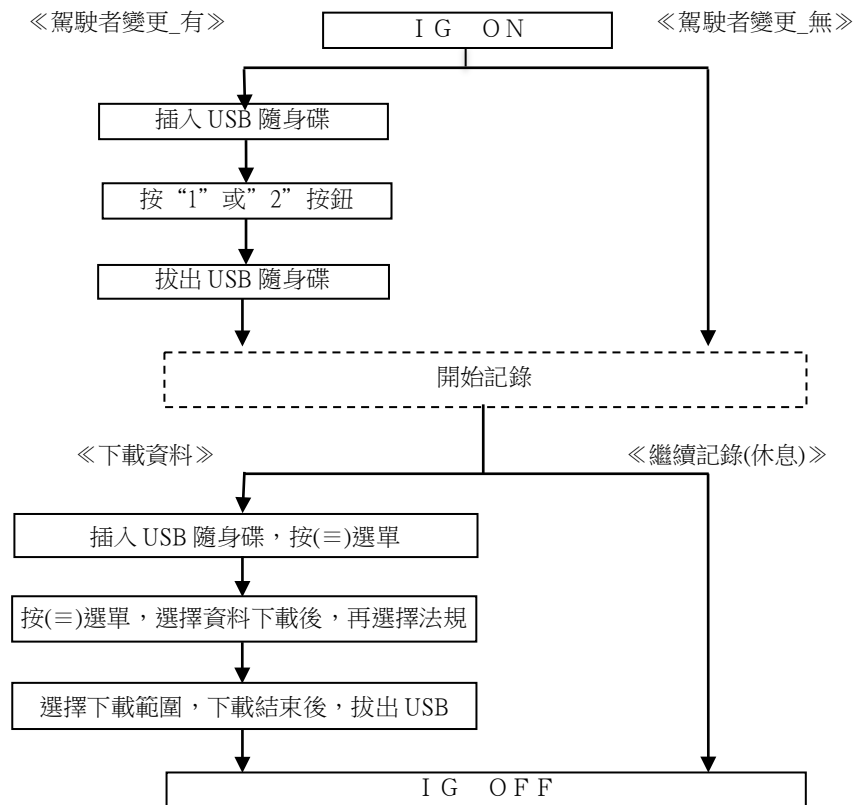 ≪駕駛者變更_有≫
ＩＧ　ＯＮ
≪駕駛者變更_無≫
插入 USB 隨身碟
按“1”或”2”按鈕
拔出 USB 隨身碟
開始記錄
≪下載資料≫
≪繼續記錄(休息)≫
插入 USB 隨身碟，按(≡)選單
按(≡)選單，選擇資料下載後，再選擇法規
選擇下載範圍，下載結束後，拔出 USB
ＩＧ　ＯＦＦ